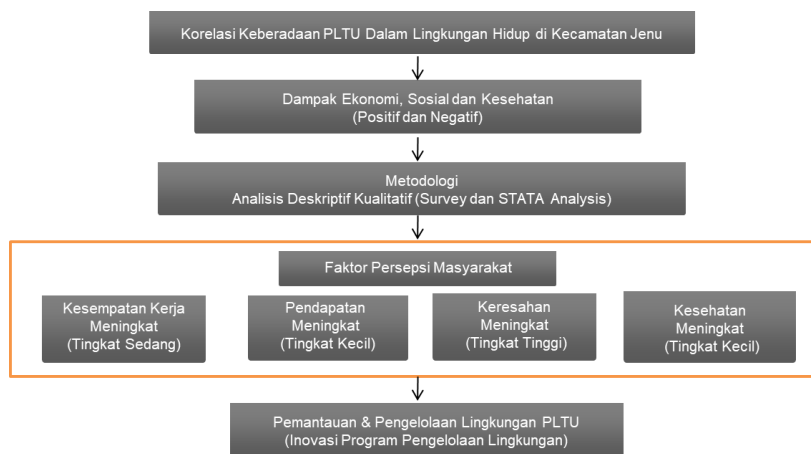 Korelasi Keberadaan PLTU Dalam Lingkungan Hidup di Kecamatan Jenu
Dampak Ekonomi, Sosial dan Kesehatan
(Positif dan Negatif)
Metodologi
Analisis Deskriptif Kualitatif (Survey dan STATA Analysis)
Faktor Persepsi Masyarakat
Kesempatan Kerja
Meningkat
(Tingkat Sedang)
Pendapatan
Meningkat
(Tingkat Kecil)
Keresahan
Meningkat
(Tingkat Tinggi)
Kesehatan
Meningkat
(Tingkat Kecil)
Pemantauan & Pengelolaan Lingkungan PLTU
(Inovasi Program Pengelolaan Lingkungan)